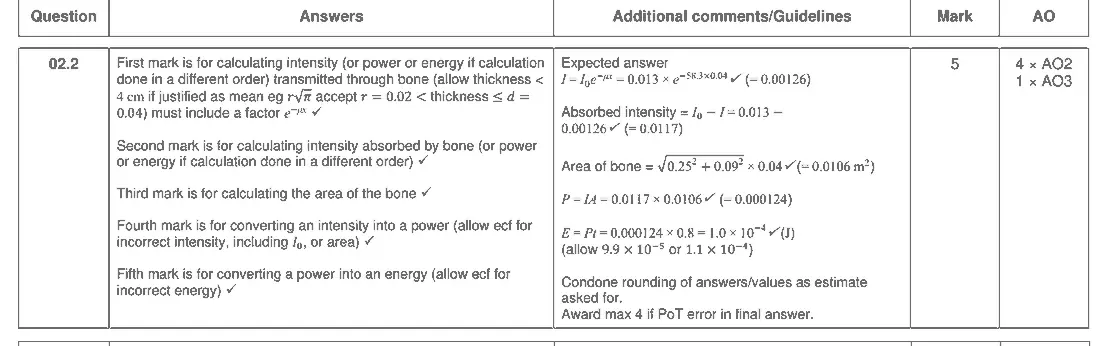 Question Answers Additional comments/Guidelines Mark AO
02.2
First mark is for calculating intensity (or power or energy if calculation
done in a different order) transmitted through bone (allow thickness <
4 cm if justified as mean eg r√π accept r = 0.02 < thickness ≤ d =
0.04) must include a factor e^−μx ✓
Second mark is for calculating intensity absorbed by bone (or power
or energy if calculation done in a different order) ✓
Third mark is for calculating the area of the bone ✓
Fourth mark is for converting an intensity into a power (allow ecf for
incorrect intensity, including I₀, or area) ✓
Fifth mark is for converting a power into an energy (allow ecf for
incorrect energy) ✓
Expected answer
I = I₀e^−μx = 0.013 × e^−58.3×0.04 ✓ (= 0.00126)
Absorbed intensity = I₀ − I = 0.013 −
0.00126 ✓ (= 0.0117)
Area of bone = √(0.25² + 0.09²) × 0.04 ✓ (= 0.0106 m²)
P = IA = 0.0117 × 0.0106 ✓ (= 0.000124)
E = Pt = 0.000124 × 0.8 = 1.0 × 10⁻⁴ ✓ (J)
(allow 9.9 × 10⁻⁵ or 1.1 × 10⁻⁴)
Condone rounding of answers/values as estimate
asked for.
Award max 4 if PoT error in final answer.
5
4 × AO2
1 × AO3